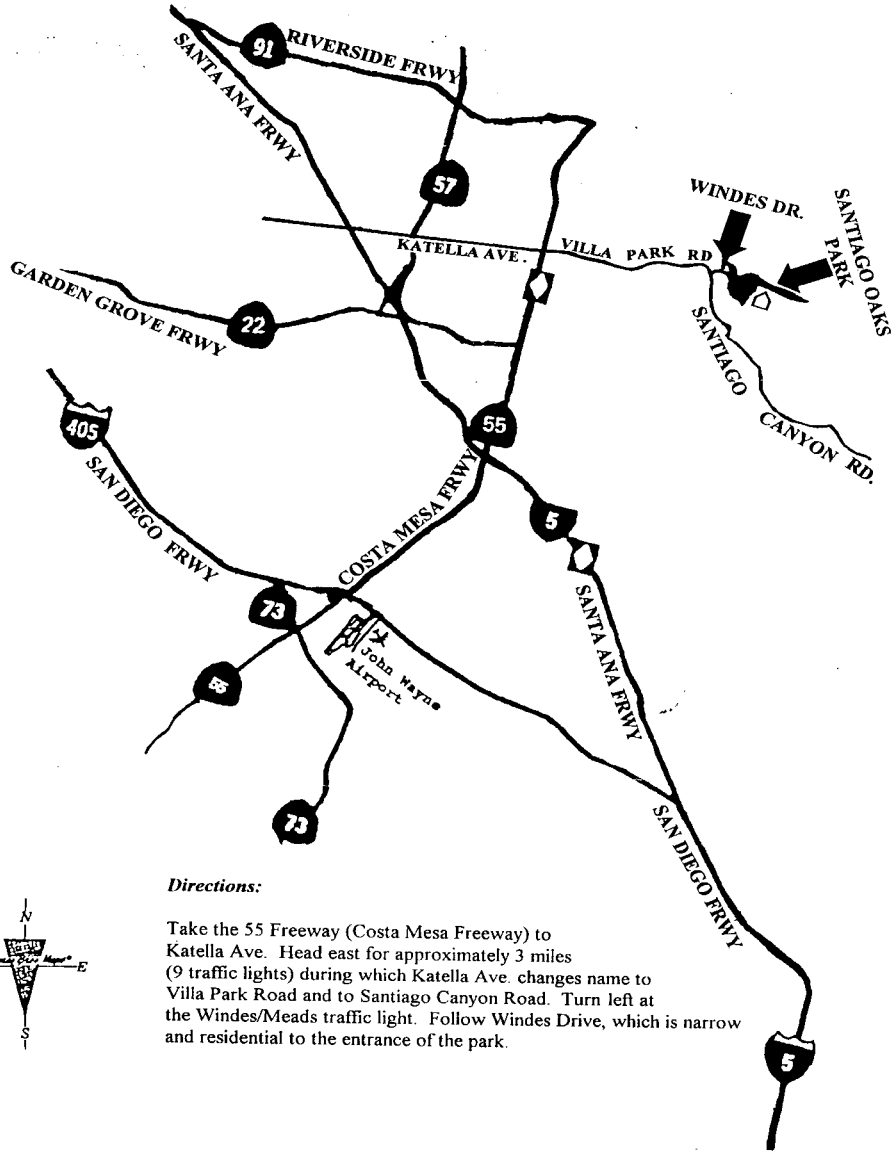 91
RIVERSIDE FRWY
SANTA ANA FRWY
57
WINDES DR.
SANTIAGO OAKS
PARK
KATELLA AVE.
VILLA PARK RD
GARDEN GROVE FRWY
22
SANTIAGO
CANYON RD.
405
55
SAN DIEGO FRWY
COSTA MESA FRWY
5
73
SANTA ANA FRWY
John Wayne
Airport
55
73
SAN DIEGO FRWY
Directions:
N
Take the 55 Freeway (Costa Mesa Freeway) to
Katella Ave. Head east for approximately 3 miles
E
(9 traffic lights) during which Katella Ave. changes name to
Villa Park Road and to Santiago Canyon Road. Turn left at
the Windes/Meads traffic light. Follow Windes Drive, which is narrow
S
and residential to the entrance of the park.
5